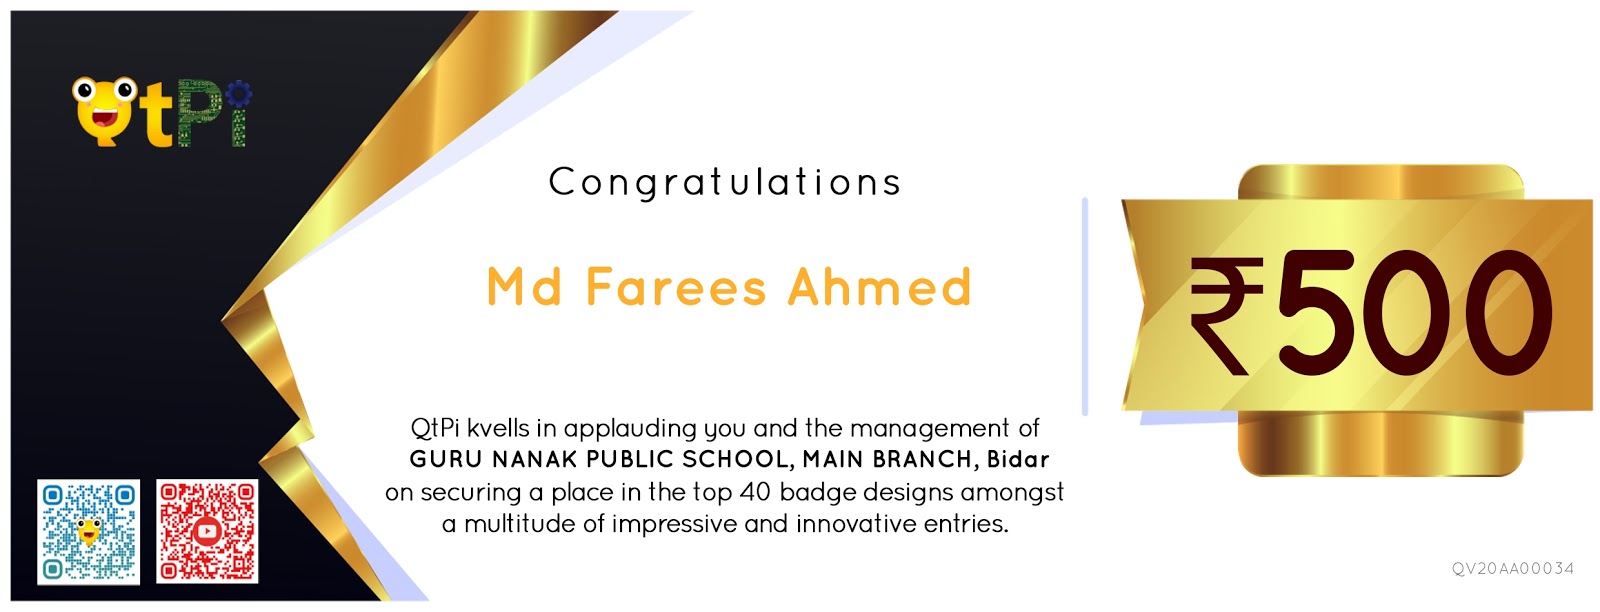 QtPi
Congratulations
Md Farees Ahmed
₹500
QtPi kvells in applauding you and the management of
GURU NANAK PUBLIC SCHOOL, MAIN BRANCH, Bidar
on securing a place in the top 40 badge designs amongst
a multitude of impressive and innovative entries.
QV20AA00034